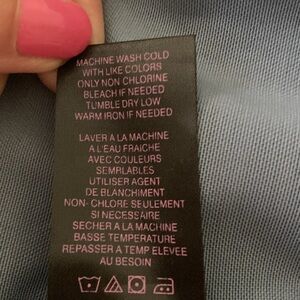 MACHINE WASH COLD
WITH LIKE COLORS
ONLY NON CHLORINE
BLEACH IF NEEDED
TUMBLE DRY LOW
WARM IRON IF NEEDED
LAVER A LA MACHINE
A L'EAU FRAICHE
AVEC COULEURS
SEMBLABLES
UTILISER AGENT
DE BLANCHIMENT
NON- CHLORE SEULEMENT
SI NECESSAIRE
SECHER A LA MACHINE
BASSE TEMPERATURE
REPASSER A TEMP ELEVEE
AU BESOIN